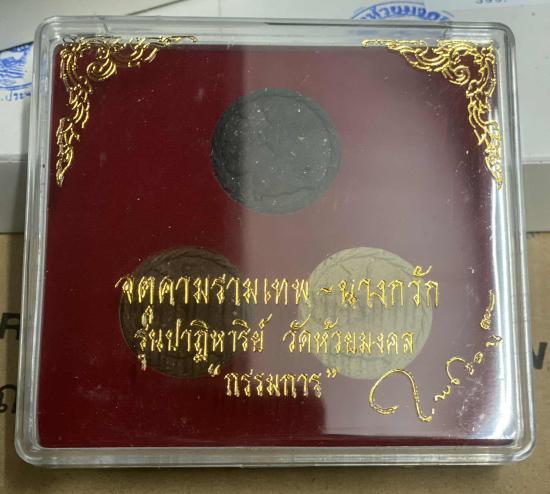 จตุคามรามเทพ - นางกวัก
รุ่นปาฏิหาริย์ วัดห้วยมงคล
"กรรมการ"